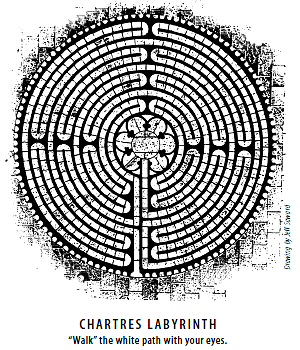 Drawing by Jeff Saward
CHARTRES LABYRINTH
“Walk” the white path with your eyes.